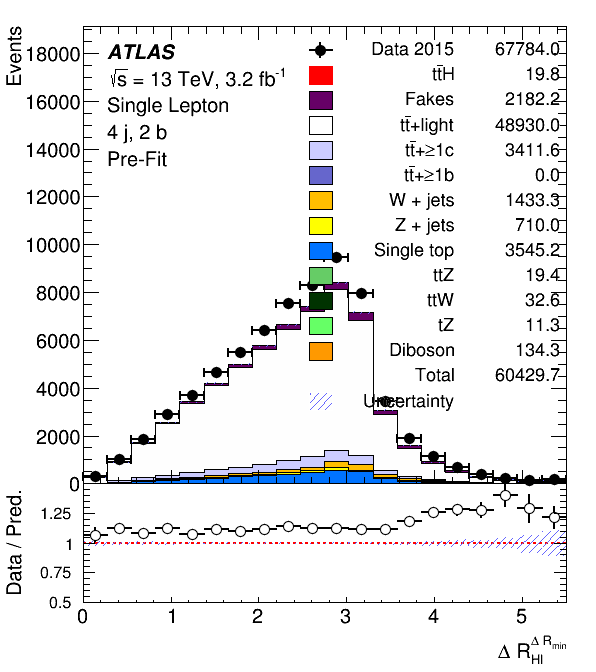 Events
18000
16000
14000
12000
10000
8000
6000
4000
2000
0
ATLAS
√s = 13 TeV, 3.2 fb-1
Single Lepton
4 j, 2 b
Pre-Fit
Data 2015 67784.0
tt̄H 19.8
Fakes 2182.2
tt̄+light 48930.0
tt̄+≥1c 3411.6
tt̄+≥1b 0.0
W + jets 1433.3
Z + jets 710.0
Single top 3545.2
ttZ 19.4
ttW 32.6
tZ 11.3
Diboson 134.3
Total 60429.7
Uncertainty
Data / Pred.
1.25
1
0.75
0.5
0 1 2 3 4 5
Δ R_Hl^Δ R_min